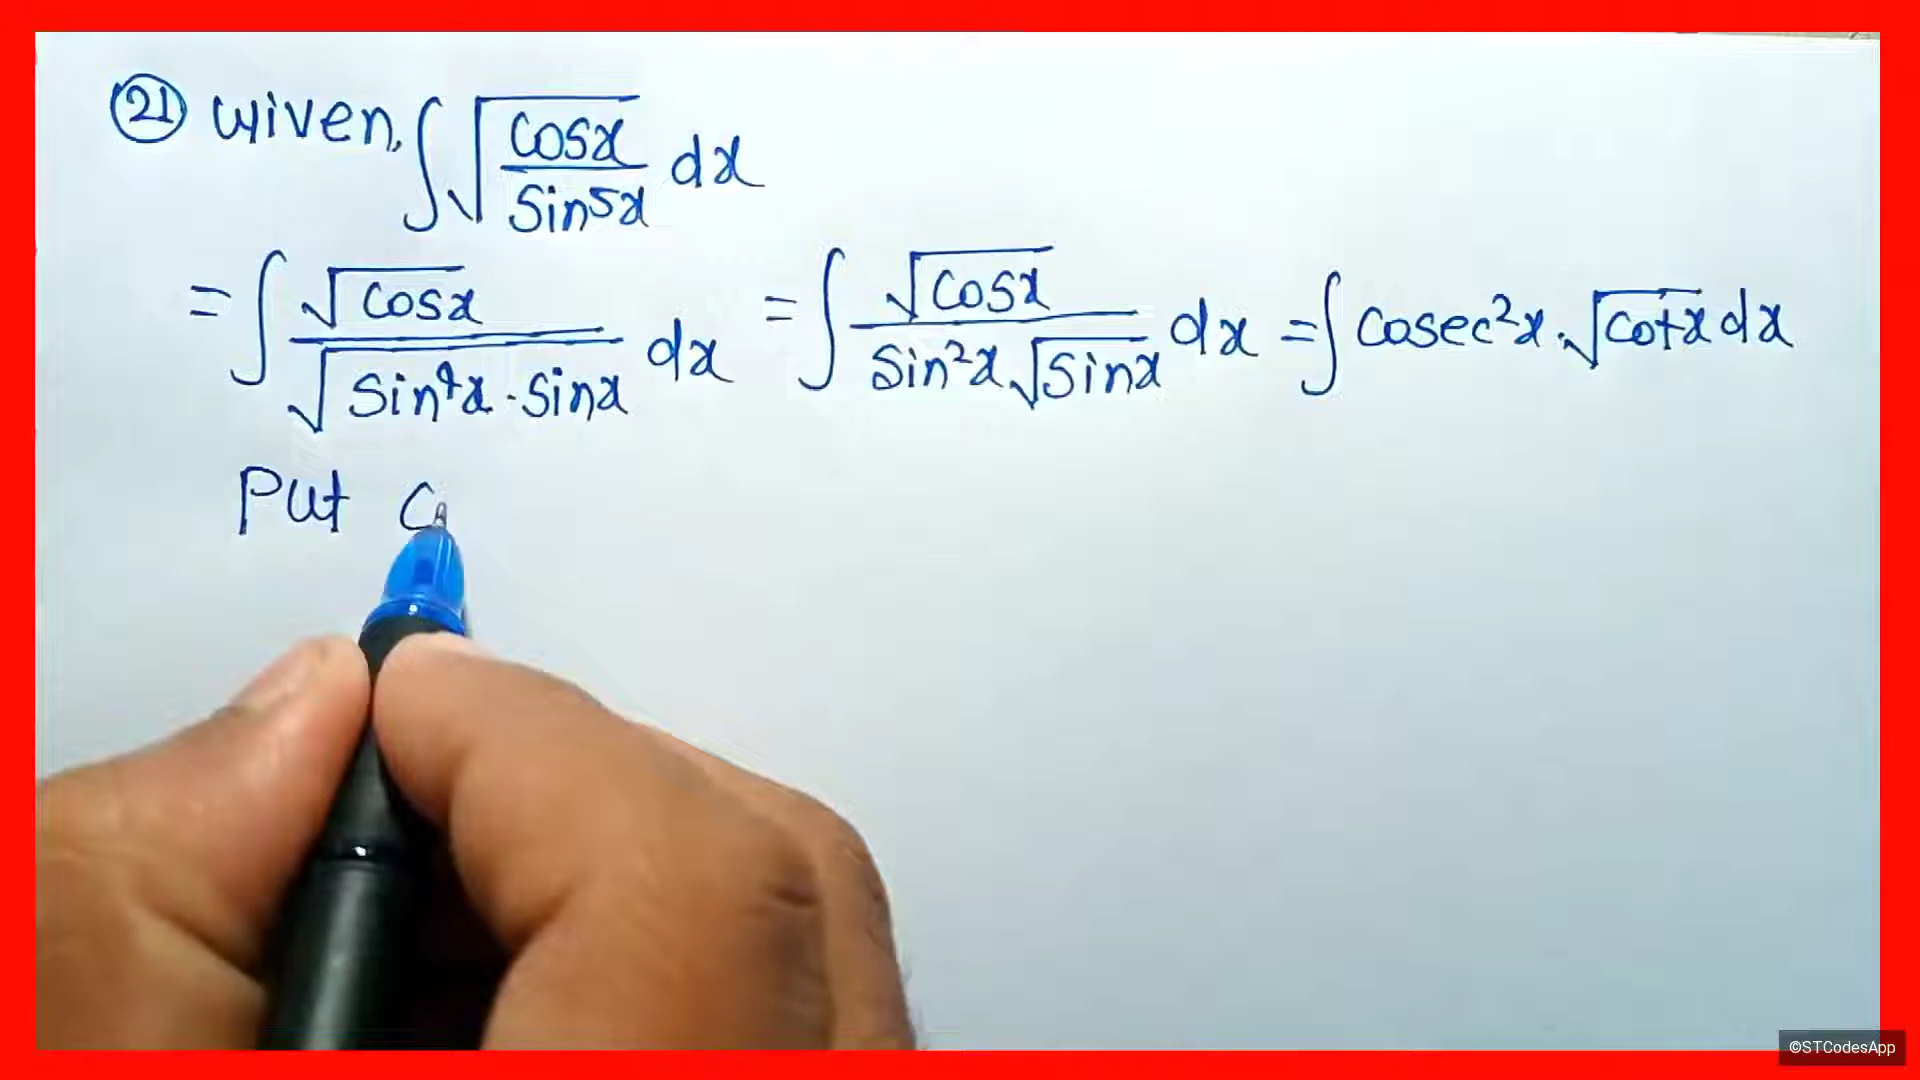 (21) Given, ∫√(cosx/sin⁵x) dx
= ∫ √cosx/√(sin⁴x·sinx) dx = ∫ √cosx/(sin²x√sinx) dx = ∫ cosec²x·√cotx dx
Put c
©STCodesApp